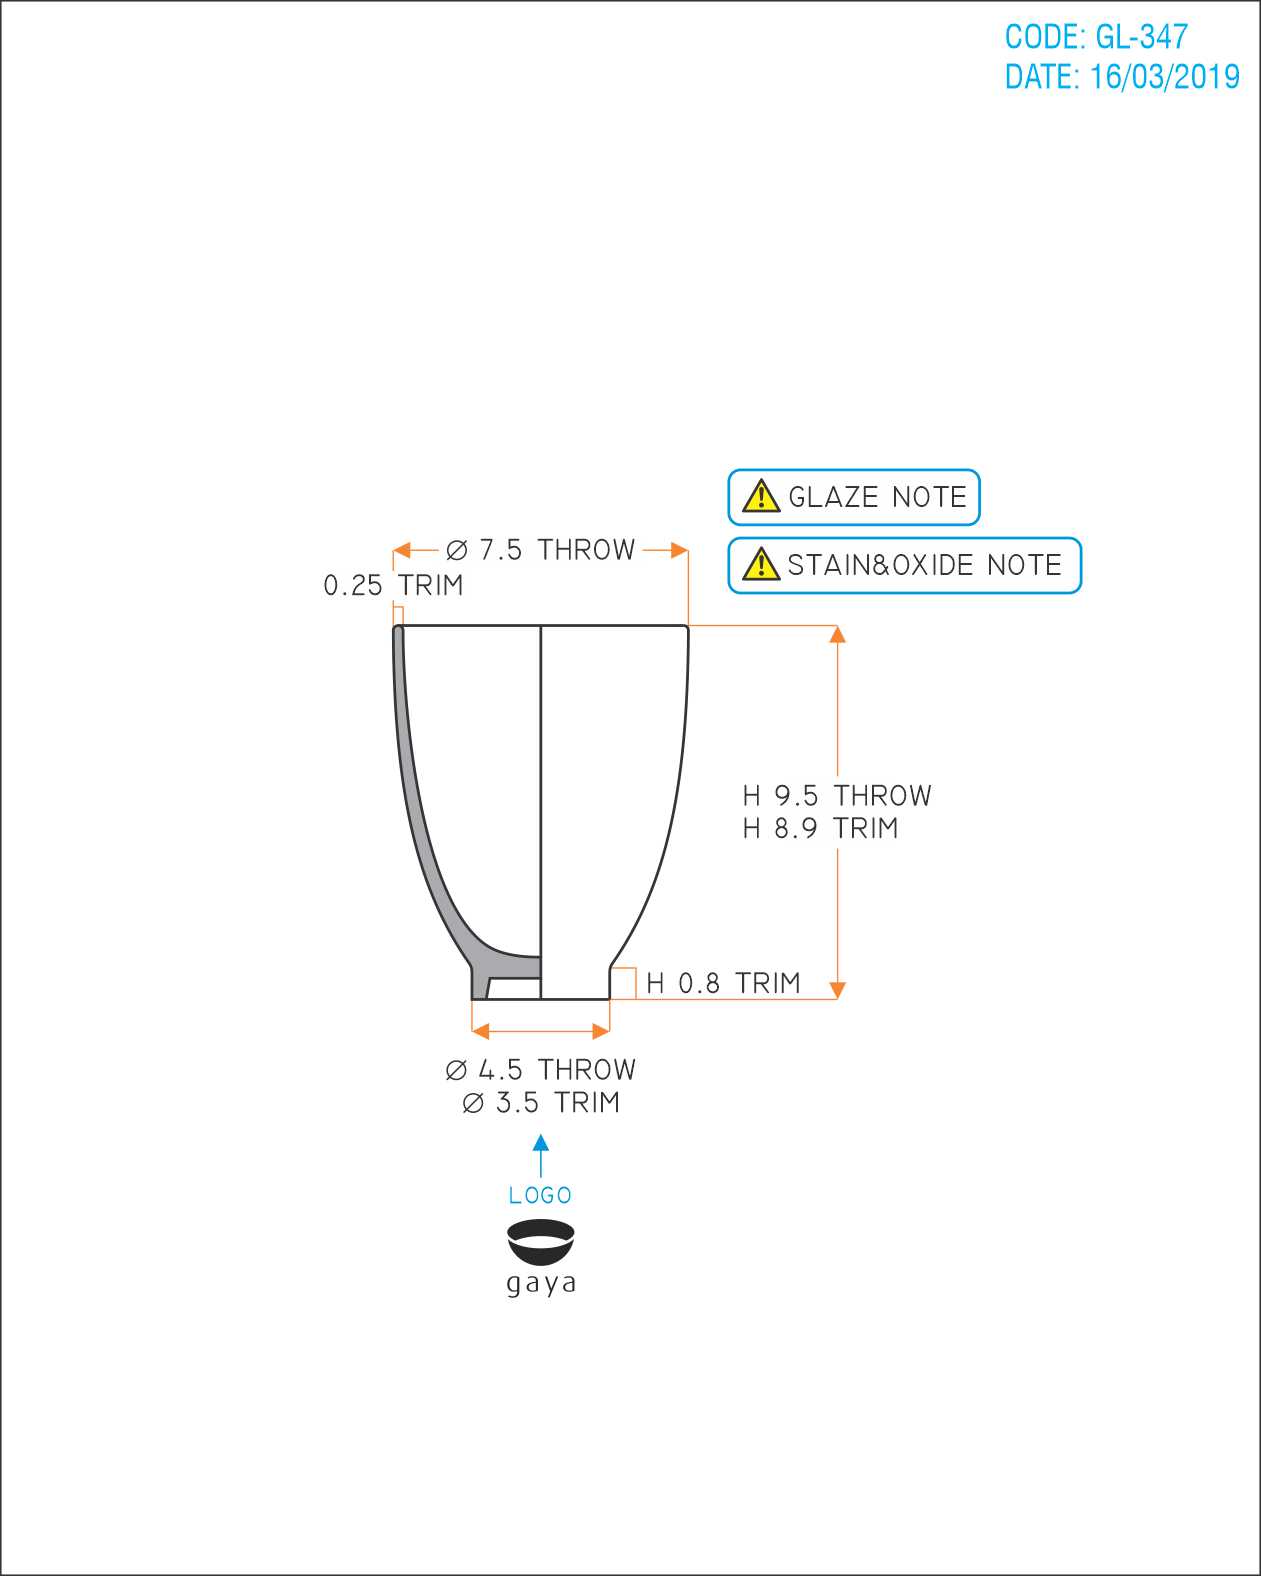 CODE: GL-347
DATE: 16/03/2019
GLAZE NOTE
STAIN&OXIDE NOTE
Ø 7.5 THROW
0.25 TRIM
H 9.5 THROW
H 8.9 TRIM
H 0.8 TRIM
Ø 4.5 THROW
Ø 3.5 TRIM
LOGO
gaya